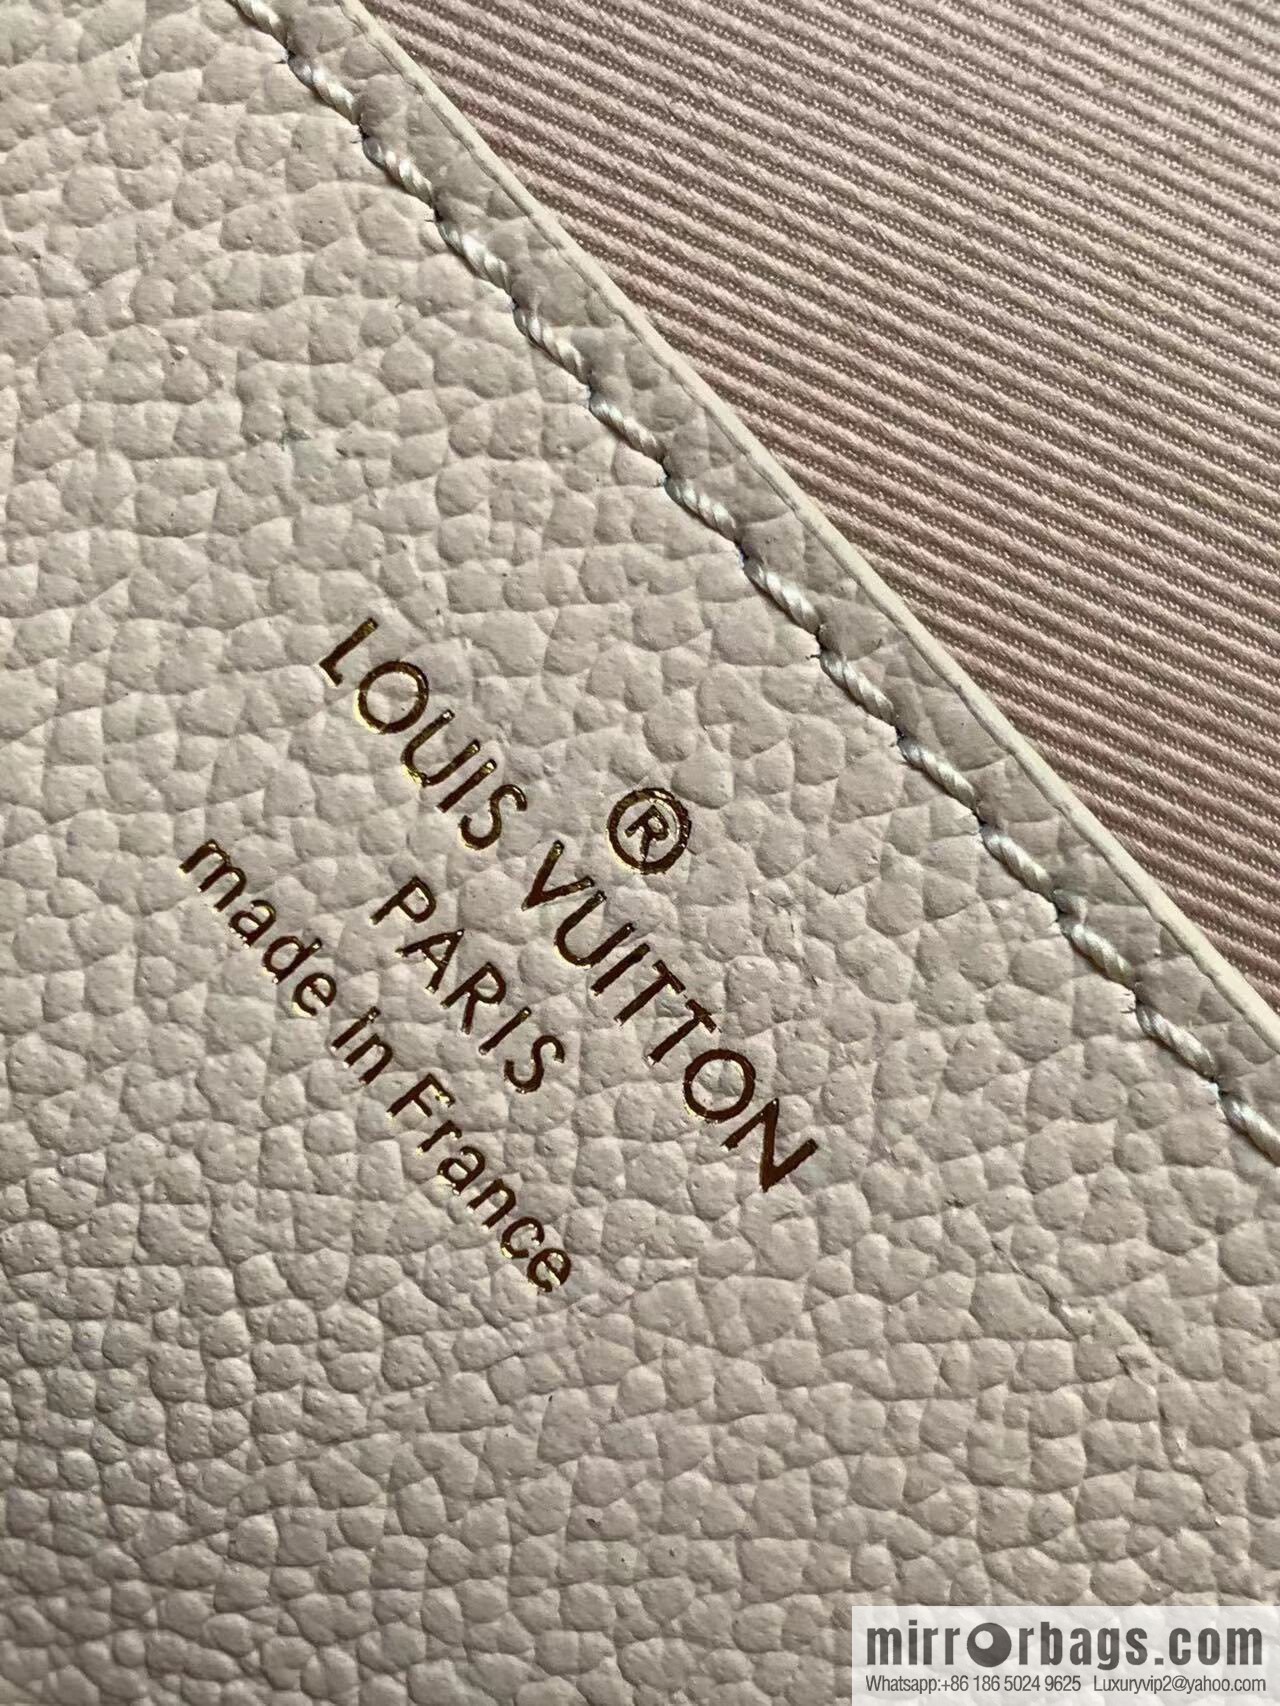 LOUIS VUITTON ®
PARIS
made in France
mirrorbags.com
Whatsapp:+86 186 5024 9625 Luxuryvip2@yahoo.com